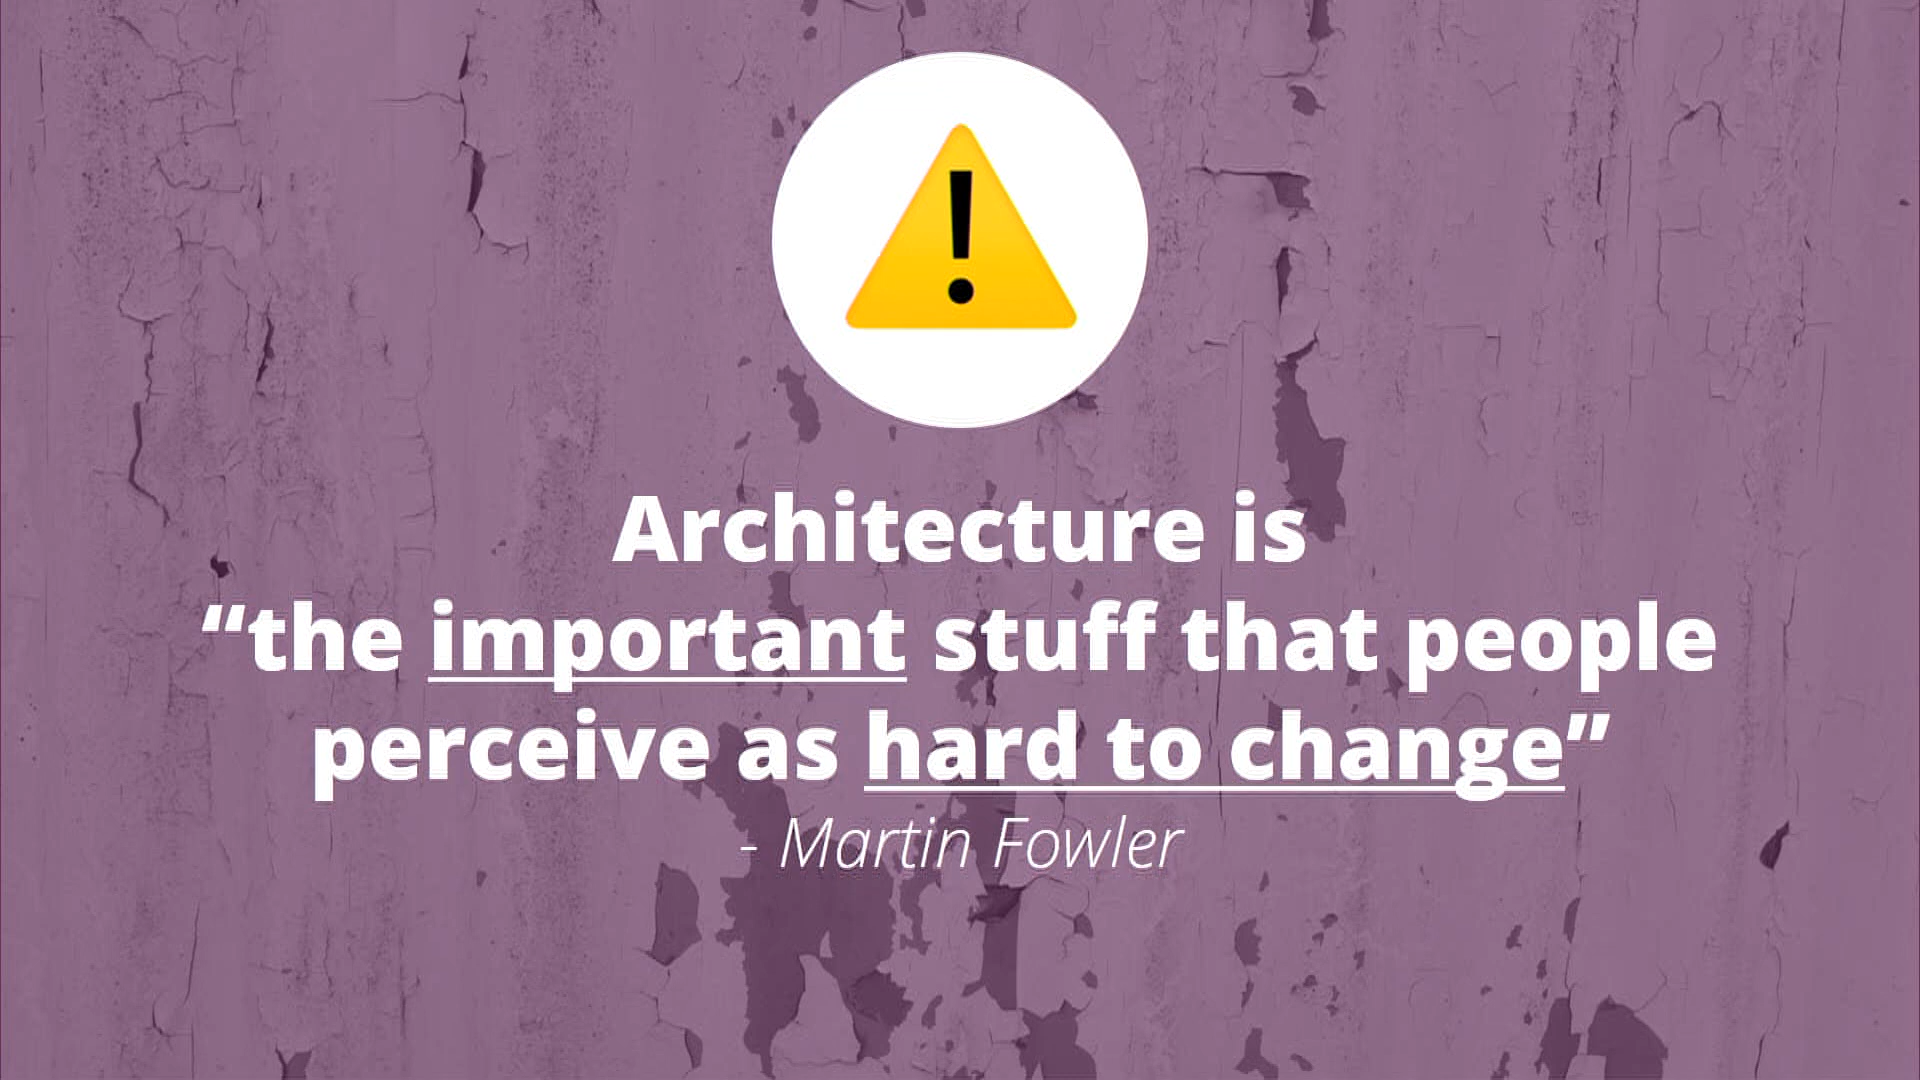 Architecture is
“the important stuff that people
perceive as hard to change”
- Martin Fowler